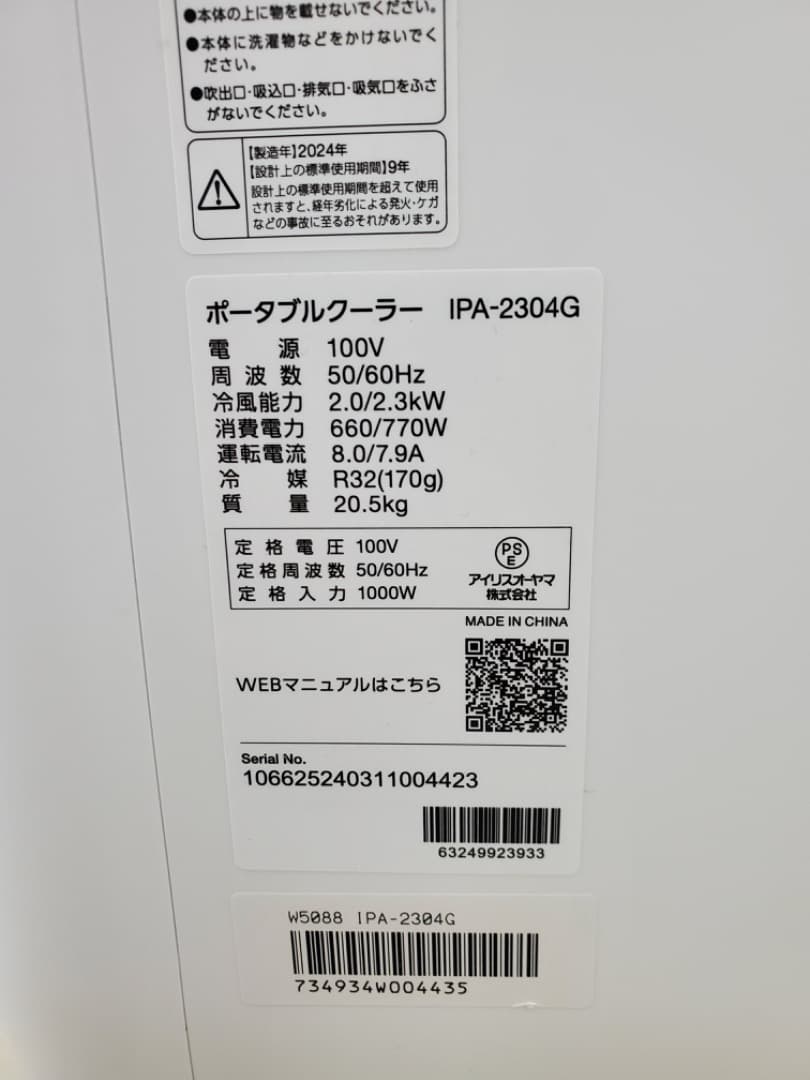 ●本体の上に物を載せないでください。
●本体に洗濯物などをかけないでく
ださい。
●吹出口・吸込口・排気口・吸気口をふさ
がないでください。
【製造年】2024年
【設計上の標準使用期間】9年
設計上の標準使用期間を超えて使用
されますと、経年劣化による発火・ケガ
などの事故に至るおそれがあります。
ポータブルクーラー IPA-2304G
電源 100V
周波数 50/60Hz
冷風能力 2.0/2.3kW
消費電力 660/770W
運転電流 8.0/7.9A
冷媒 R32(170g)
質量 20.5kg
定格電圧 100V
定格周波数 50/60Hz
定格入力 1000W
PS
E
アイリスオーヤマ
株式会社
MADE IN CHINA
WEBマニュアルはこちら
Serial No.
106625240311004423
63249923933
W5088 IPA-2304G
734934W004435